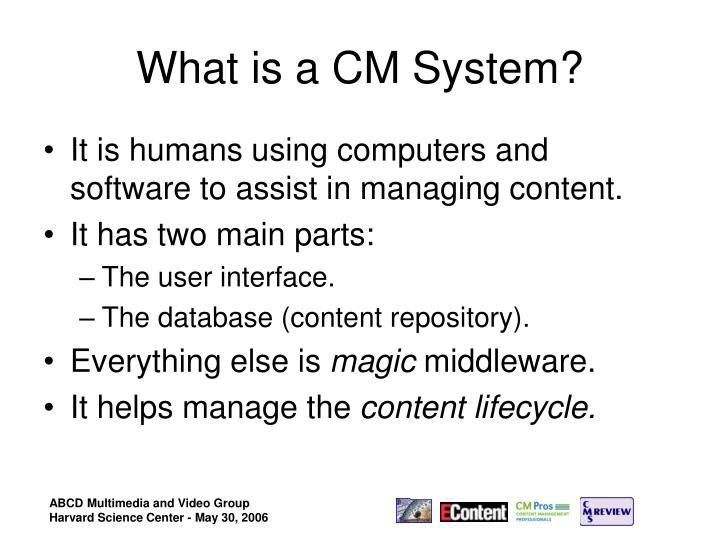 What is a CM System?
• It is humans using computers and
software to assist in managing content.
• It has two main parts:
– The user interface.
– The database (content repository).
• Everything else is magic middleware.
• It helps manage the content lifecycle.
ABCD Multimedia and Video Group
Harvard Science Center - May 30, 2006
EContent
CM Pros
CONTENT MANAGEMENT
PROFESSIONALS
CMS REVIEW